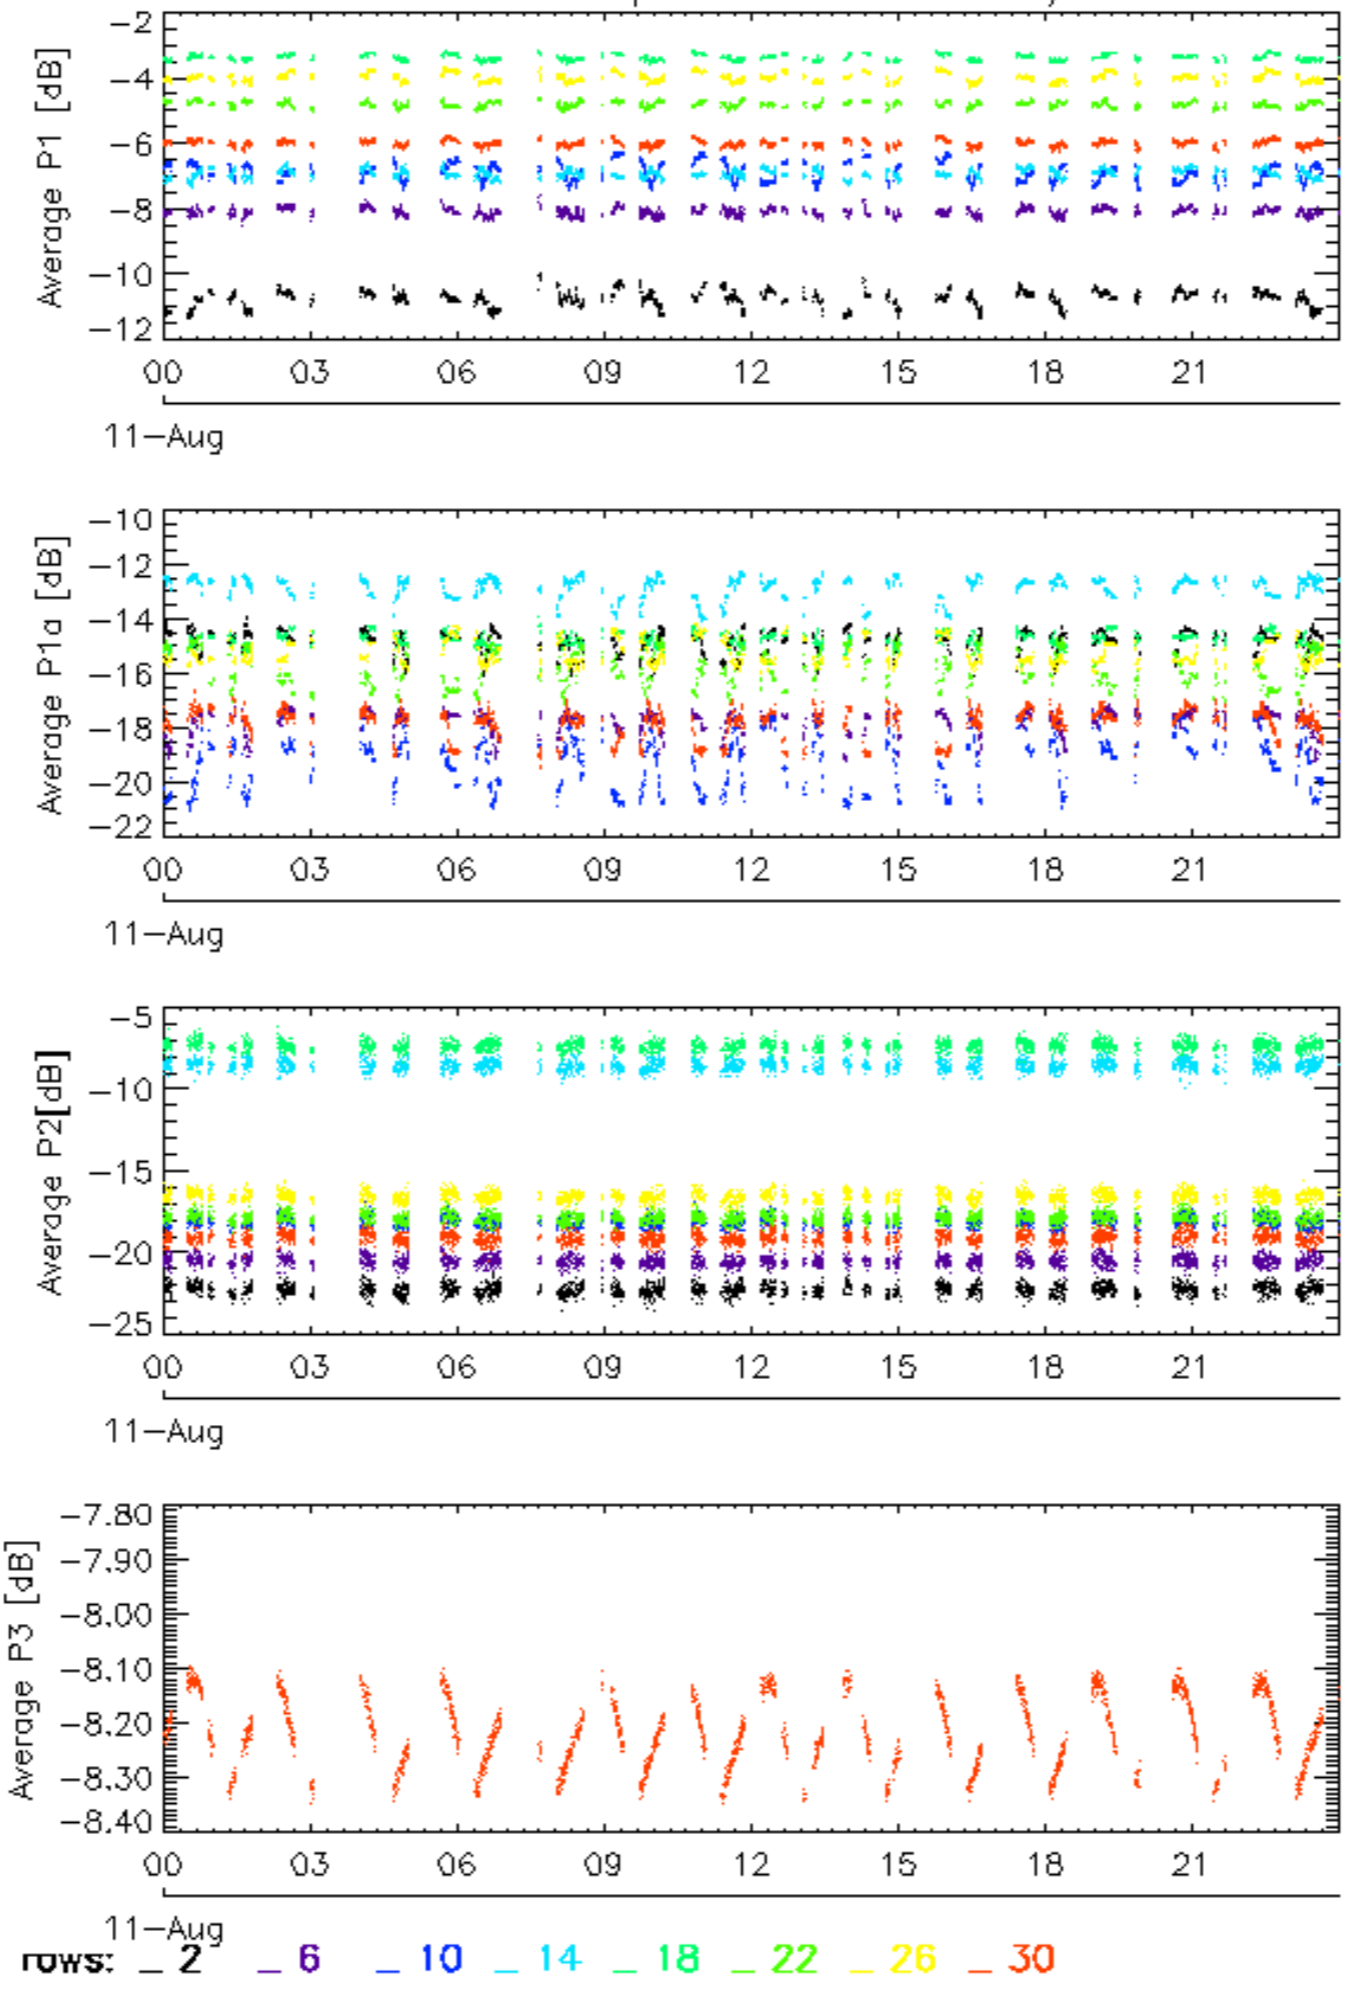 Average P1 [dB]
-2
-4
-6
-8
-10
-12
00 03 06 09 12 15 18 21
11-Aug
Average P1a [dB]
-10
-12
-14
-16
-18
-20
-22
00 03 06 09 12 15 18 21
11-Aug
Average P2[dB]
-5
-10
-15
-20
-25
00 03 06 09 12 15 18 21
11-Aug
Average P3 [dB]
-7.80
-7.90
-8.00
-8.10
-8.20
-8.30
-8.40
00 03 06 09 12 15 18 21
11-Aug
rows: _ 2 _ 6 _ 10 _ 14 _ 18 _ 22 _ 26 _ 30